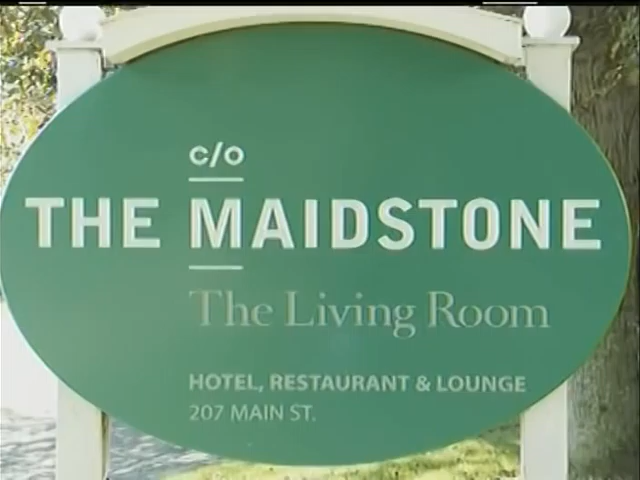 c/o
THE MAIDSTONE
The Living Room
HOTEL, RESTAURANT & LOUNGE
207 MAIN ST.